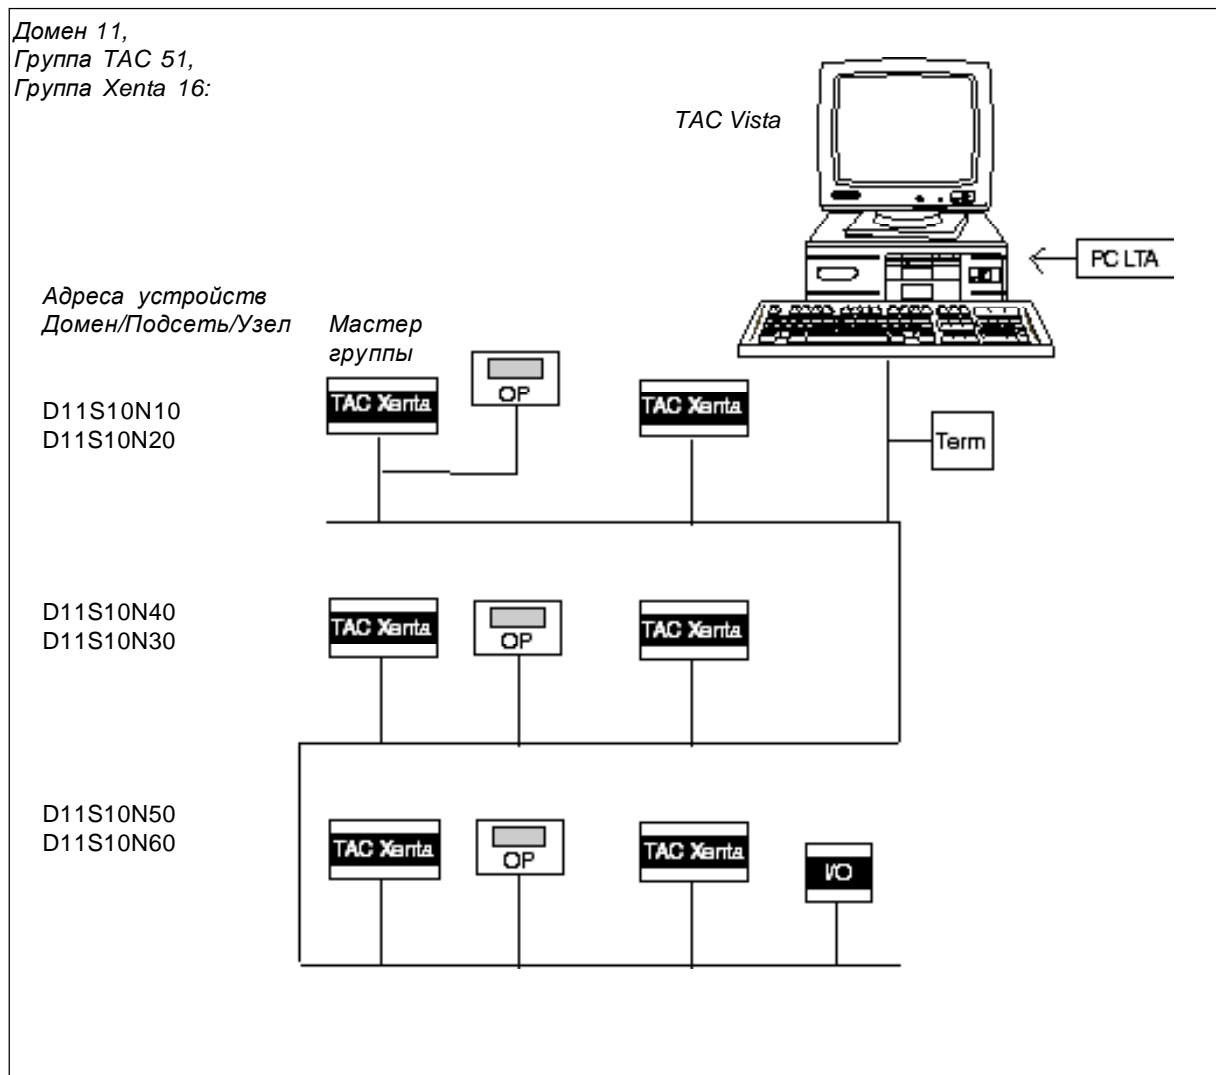 Домен 11,
Группа TAC 51,
Группа Xenta 16:
TAC Vista
PC LTA
Адреса устройств
Домен/Подсеть/Узел
Мастер
группы
D11S10N10
D11S10N20
TAC Xenta
OP
TAC Xenta
Term
D11S10N40
D11S10N30
TAC Xenta
OP
TAC Xenta
D11S10N50
D11S10N60
TAC Xenta
OP
TAC Xenta
I/O